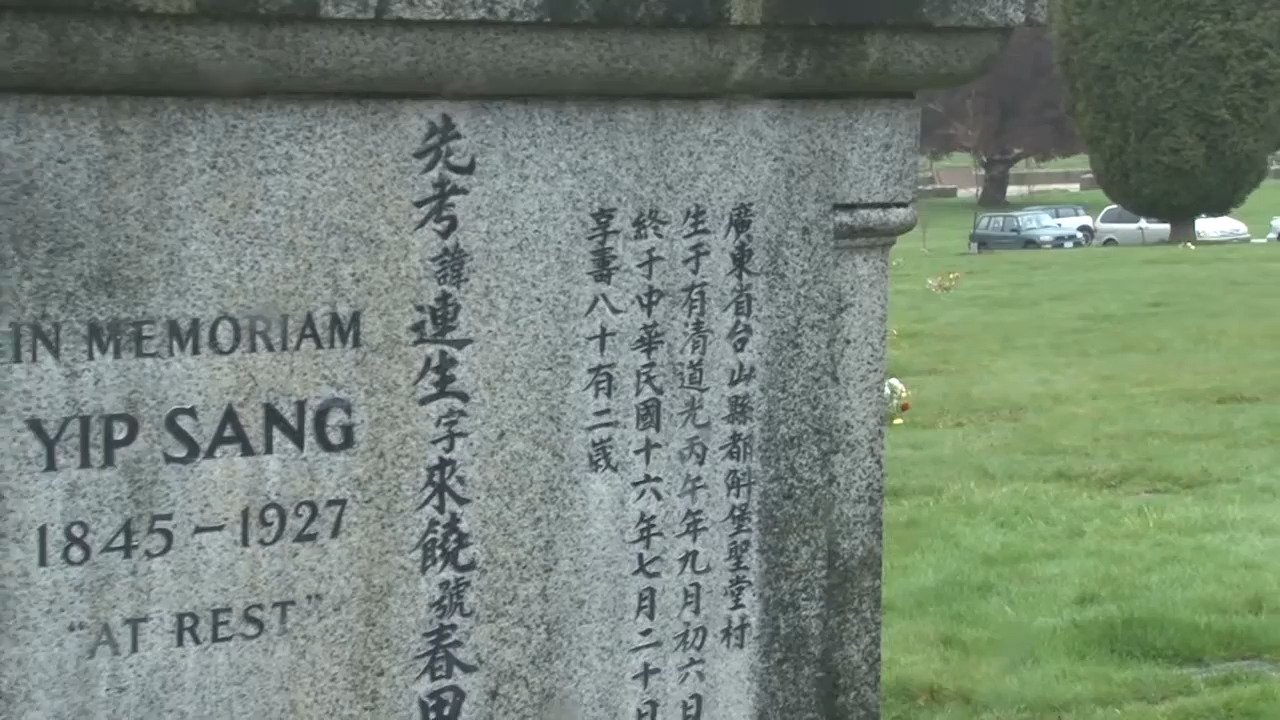 IN MEMORIAM
YIP SANG
1845-1927
"AT REST"
廣東省台山縣都斛堡聖堂村
生于有清道光丙午年九月初六日
終于中華民國十六年七月二十日
享壽八十有二歲
先考諱連生字來饒號春田